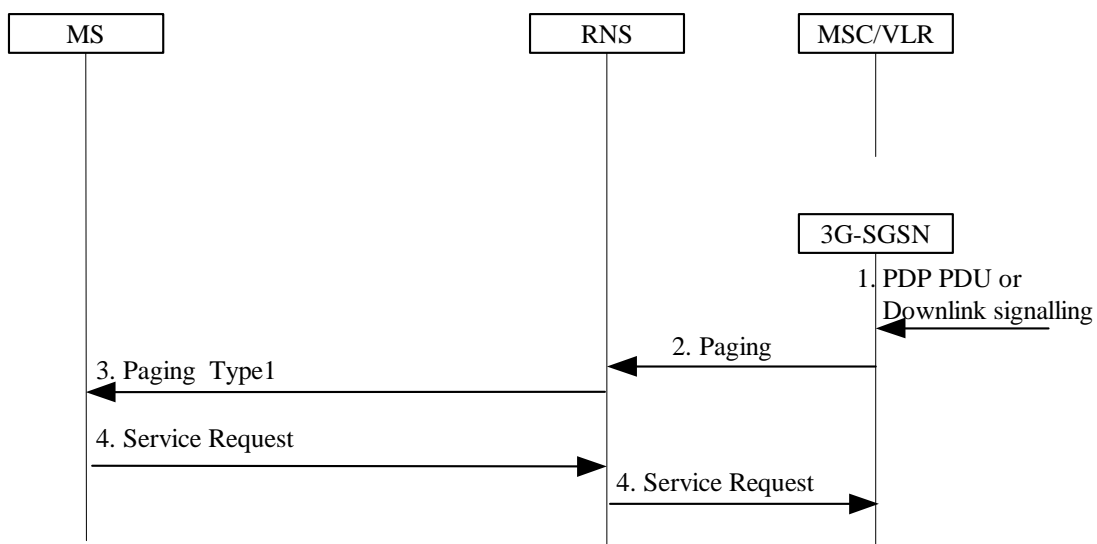 MS
RNS
MSC/VLR
3G-SGSN
1. PDP PDU or
Downlink signalling
2. Paging
3. Paging Type1
4. Service Request
4. Service Request